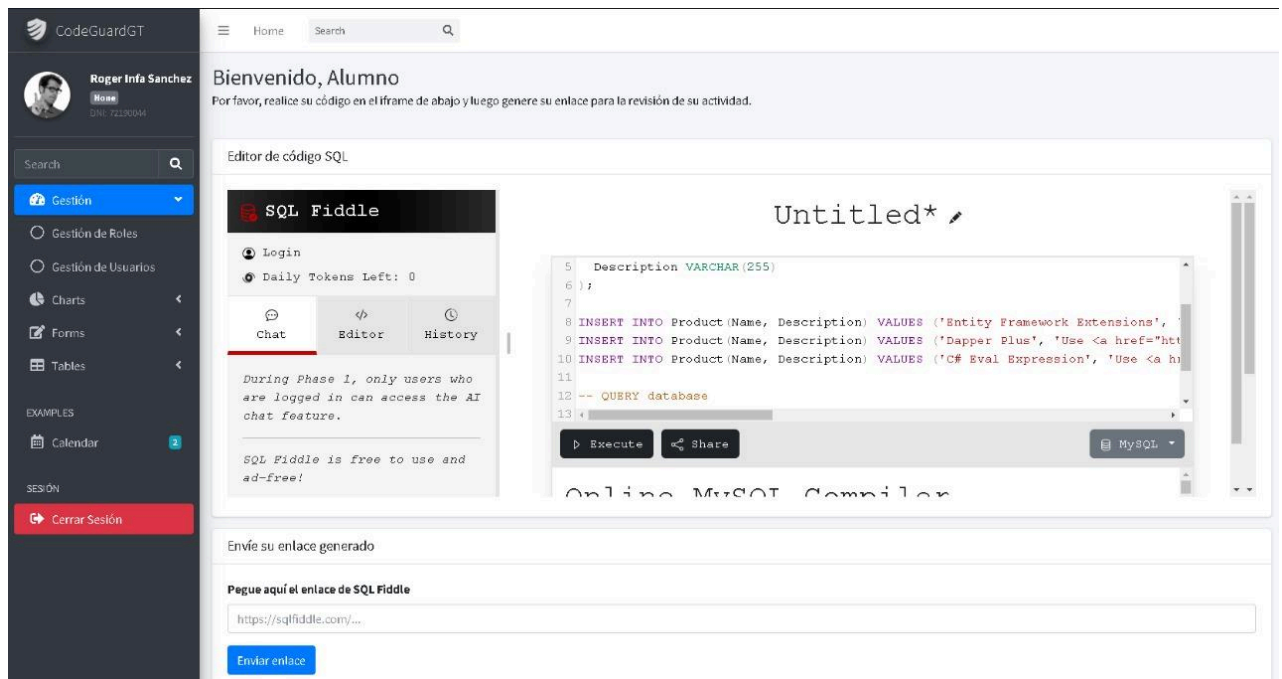 CodeGuardGT
Home
Search
Roger Infa Sanchez
None
Search
Gestión
Gestión de Roles
Gestión de Usuarios
Charts
Forms
Tables
EXAMPLES
Calendar
2
SESIÓN
Cerrar Sesión
Bienvenido, Alumno
Por favor, realice su código en el iframe de abajo y luego genere su enlace para la revisión de su actividad.
Editor de código SQL
SQL Fiddle
Login
Daily Tokens Left: 0
Chat
Editor
History
During Phase 1, only users who
are logged in can access the AI
chat feature.
SQL Fiddle is free to use and
ad-free!
Untitled*
5 Description VARCHAR(255)
6 );
7
8 INSERT INTO Product(Name, Description) VALUES ('Entity Framework Extensions', '
9 INSERT INTO Product(Name, Description) VALUES ('Dapper Plus', 'Use <a href="htt
10 INSERT INTO Product(Name, Description) VALUES ('C# Eval Expression', 'Use <a
11
12 -- QUERY database
13
Execute
Share
MySQL
Online MySQL Compiler
Envíe su enlace generado
Pegue aquí el enlace de SQL Fiddle
https://sqlfiddle.com/...
Enviar enlace